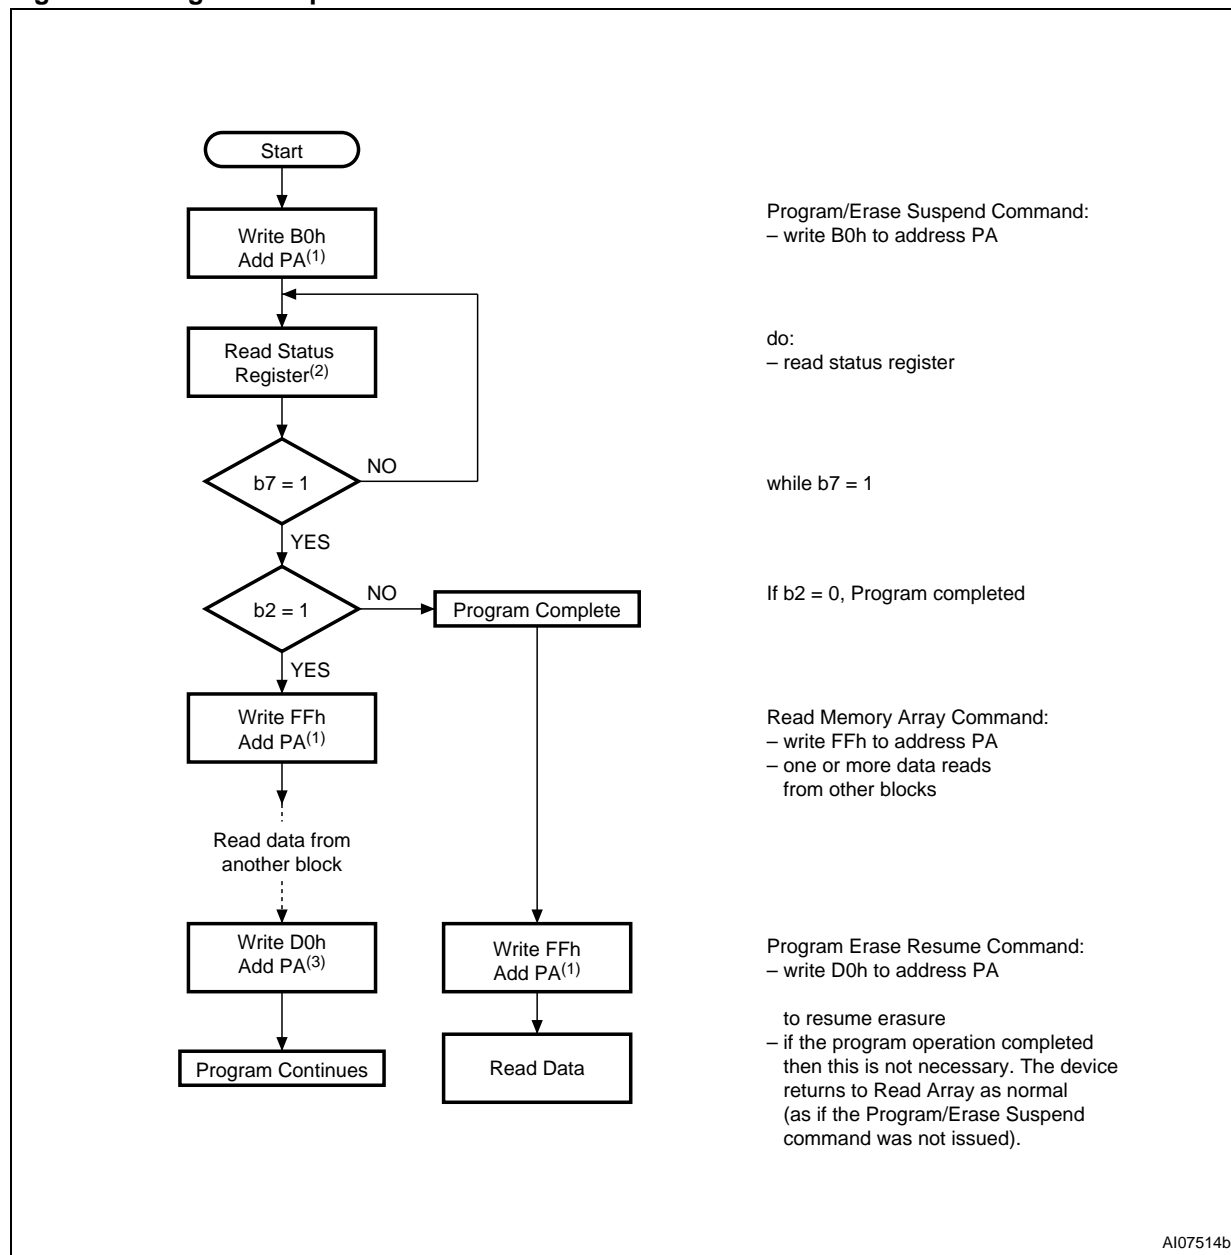 Start
Write B0h
Add PA(1)
Program/Erase Suspend Command:
– write B0h to address PA
Read Status
Register(2)
do:
– read status register
b7 = 1
NO
while b7 = 1
YES
b2 = 1
NO
Program Complete
If b2 = 0, Program completed
YES
Write FFh
Add PA(1)
Read Memory Array Command:
– write FFh to address PA
– one or more data reads
from other blocks
Read data from
another block
Write D0h
Add PA(3)
Write FFh
Add PA(1)
Program Erase Resume Command:
– write D0h to address PA
to resume erasure
– if the program operation completed
then this is not necessary. The device
returns to Read Array as normal
(as if the Program/Erase Suspend
command was not issued).
Program Continues
Read Data
AI07514b